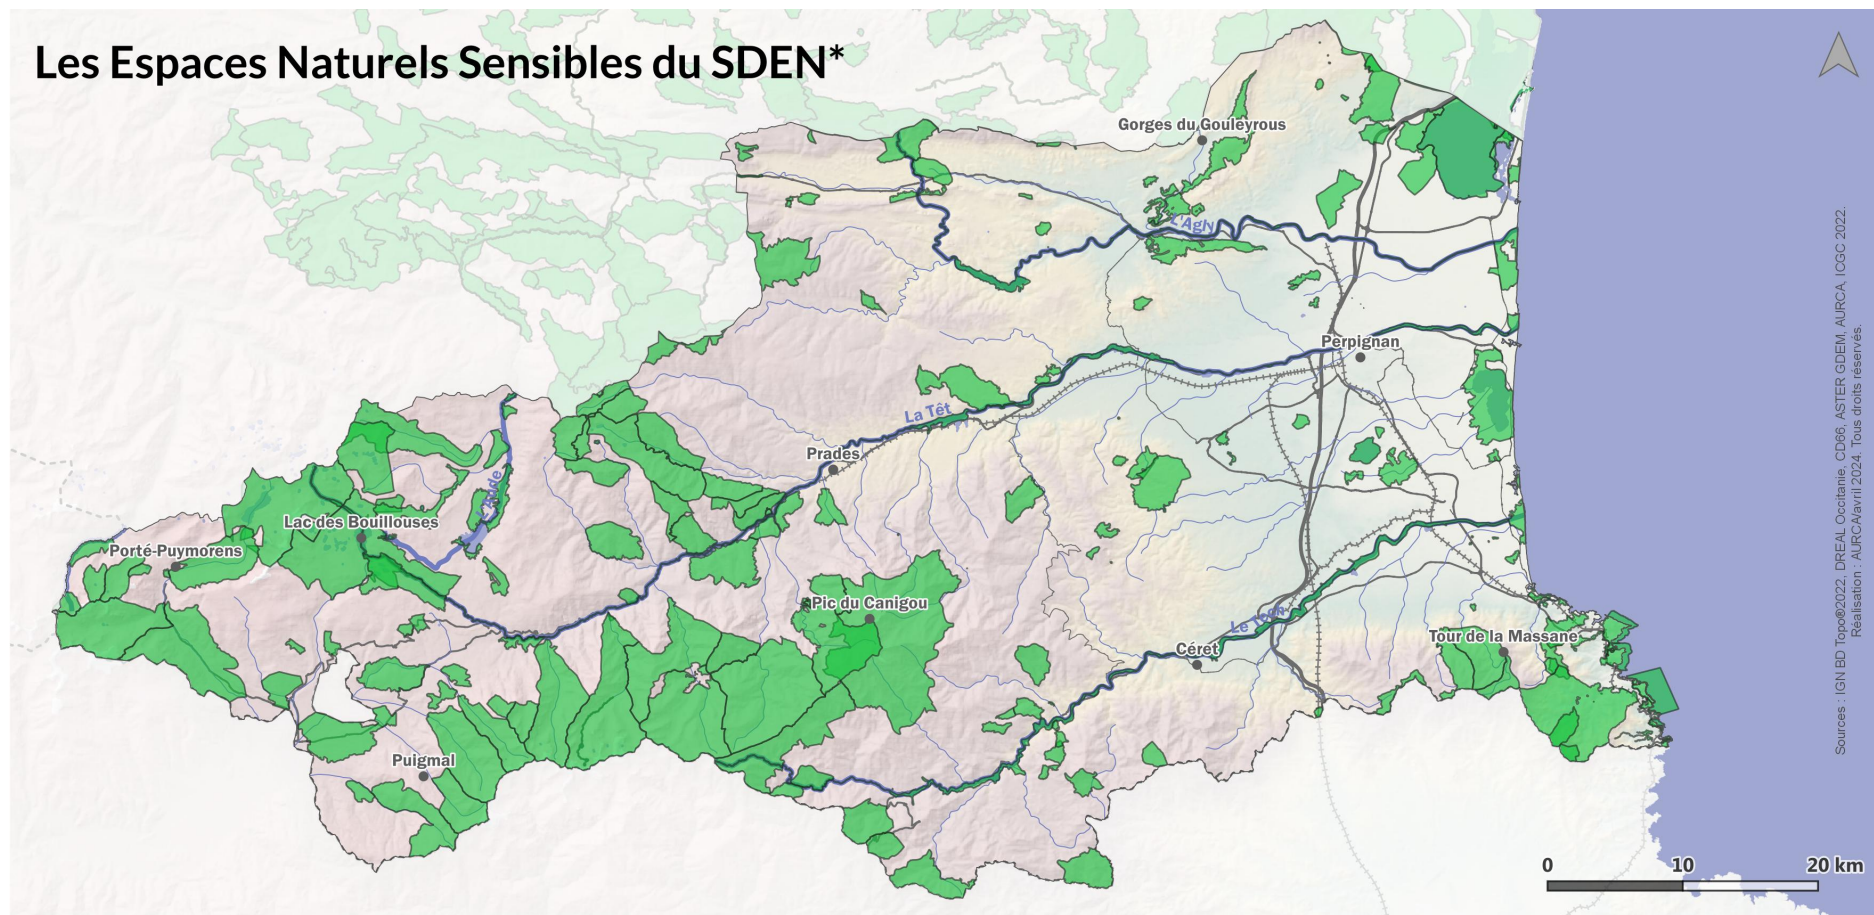 Les Espaces Naturels Sensibles du SDEN*
Gorges du Gouleyrous
L'Agly
Perpignan
La Têt
Prades
L'Aude
Lac des Bouillouses
Porté-Puymorens
Pic du Canigou
Le Tech
Tour de la Massane
Céret
Puigmal
0 10 20 km
Sources : IGN BD Topo®2022, DREAL Occitanie, CD66, ASTER GDEM, AURCA, ICGC 2022.
Réalisation : AURCA/avril 2024. Tous droits réservés.